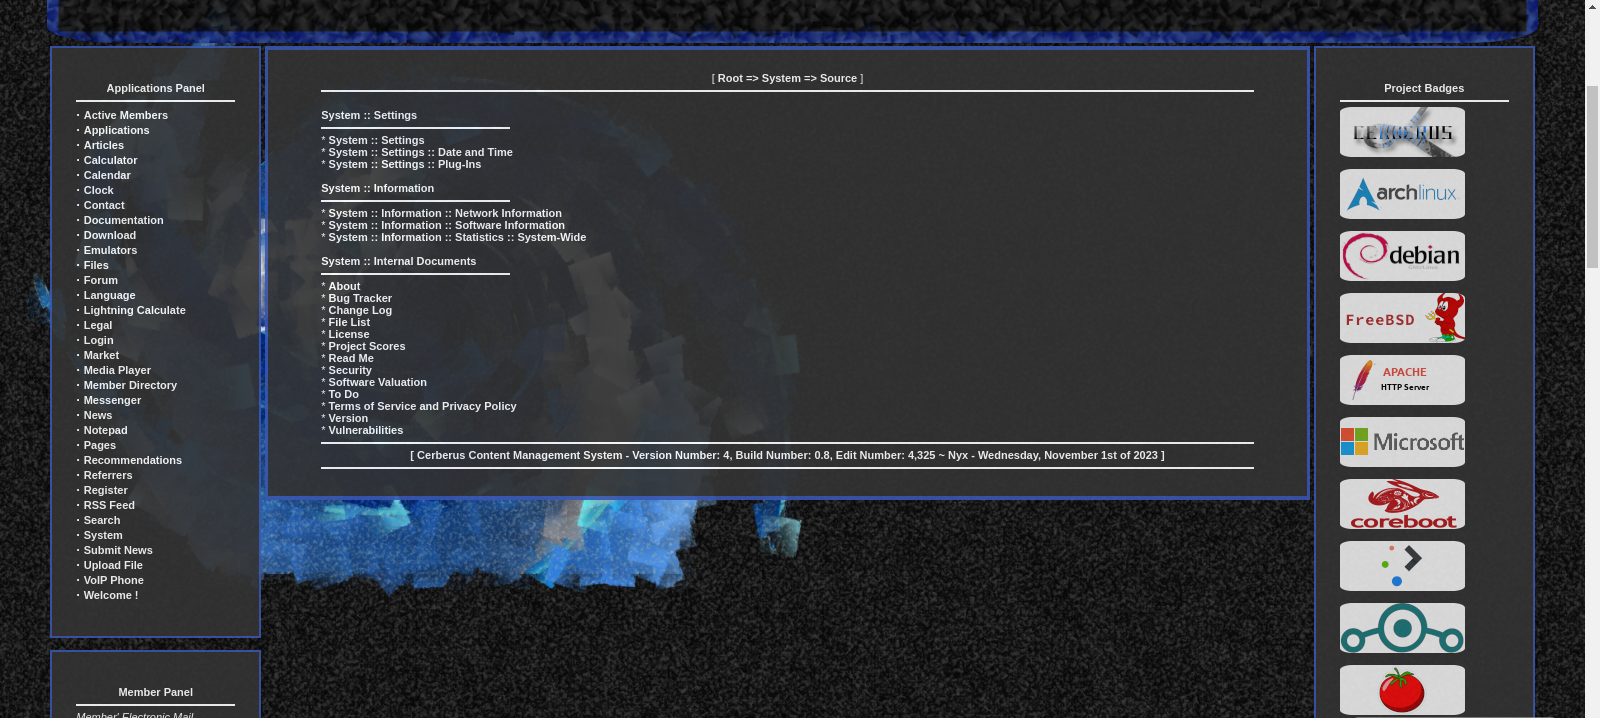 Applications Panel
· Active Members
· Applications
· Articles
· Calculator
· Calendar
· Clock
· Contact
· Documentation
· Download
· Emulators
· Files
· Forum
· Language
· Lightning Calculate
· Legal
· Login
· Market
· Media Player
· Member Directory
· Messenger
· News
· Notepad
· Pages
· Recommendations
· Referrers
· Register
· RSS Feed
· Search
· System
· Submit News
· Upload File
· VoIP Phone
· Welcome !
Member Panel
Member' Electronic Mail
[ Root => System => Source ]
System :: Settings
* System :: Settings
* System :: Settings :: Date and Time
* System :: Settings :: Plug-Ins
System :: Information
* System :: Information :: Network Information
* System :: Information :: Software Information
* System :: Information :: Statistics :: System-Wide
System :: Internal Documents
* About
* Bug Tracker
* Change Log
* File List
* License
* Project Scores
* Read Me
* Security
* Software Valuation
* To Do
* Terms of Service and Privacy Policy
* Version
* Vulnerabilities
[ Cerberus Content Management System - Version Number: 4, Build Number: 0.8, Edit Number: 4,325 ~ Nyx - Wednesday, November 1st of 2023 ]
Project Badges
CERBERUS
archlinux
debian
FreeBSD
APACHE
HTTP Server
Microsoft
coreboot